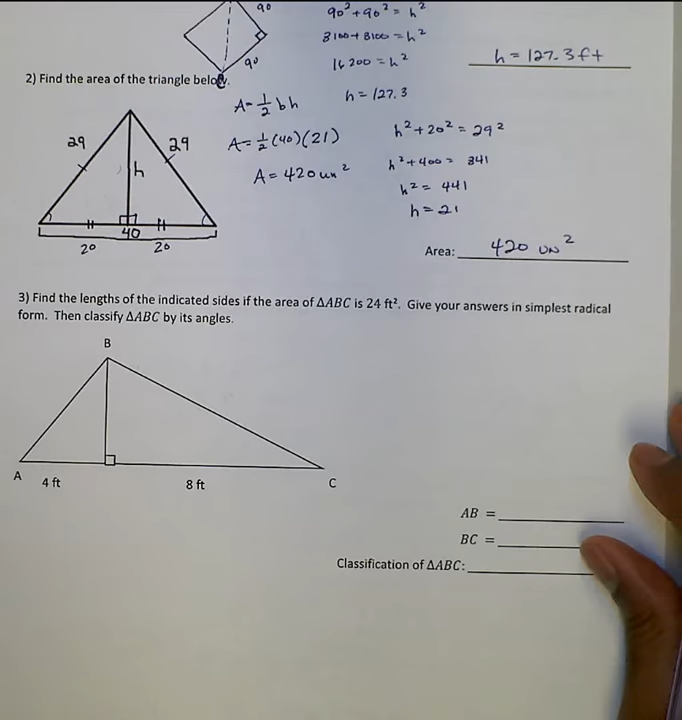 90
90
90² + 90² = h²
8100 + 8100 = h²
16 200 = h²
h = 127.3
h = 127.3 ft
2) Find the area of the triangle below.
29
29
h
40
20
20
A = 1/2 bh
A = 1/2 (40)(21)
A = 420 un²
h² + 20² = 29²
h² + 400 = 841
h² = 441
h = 21
Area: 420 un²
3) Find the lengths of the indicated sides if the area of ΔABC is 24 ft². Give your answers in simplest radical
form. Then classify ΔABC by its angles.
B
A
4 ft
8 ft
C
AB =
BC =
Classification of ΔABC: